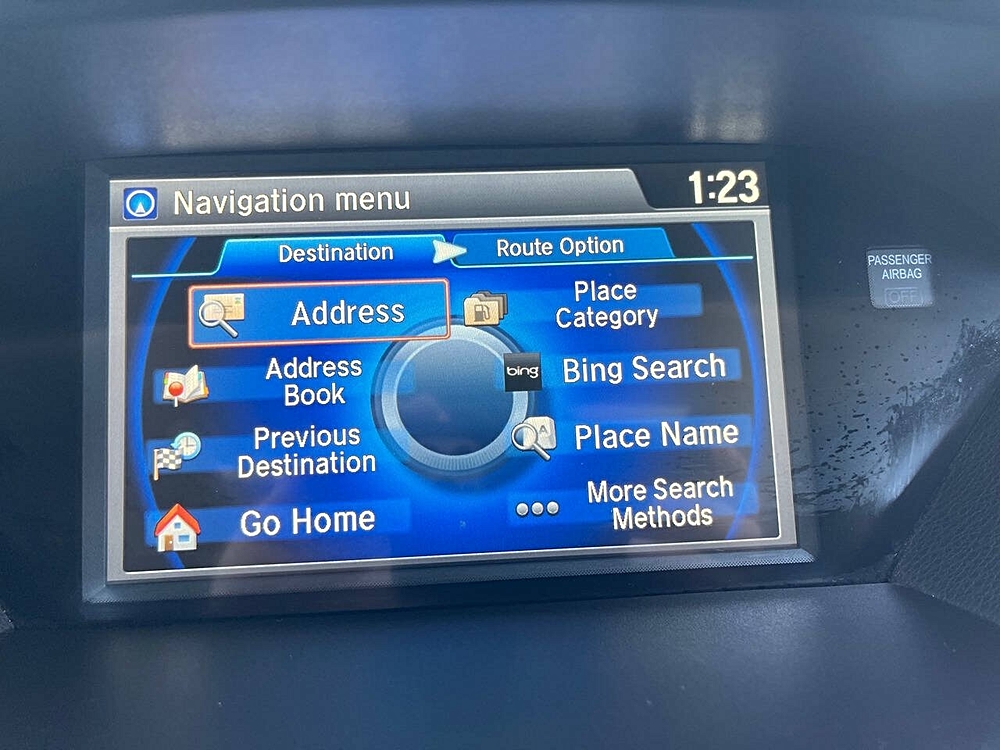 Navigation menu
1:23
Destination
Route Option
Address
Place
Category
Address
Book
bing
Bing Search
Previous
Destination
A
Place Name
Go Home
More Search
Methods
PASSENGER
AIRBAG
OFF